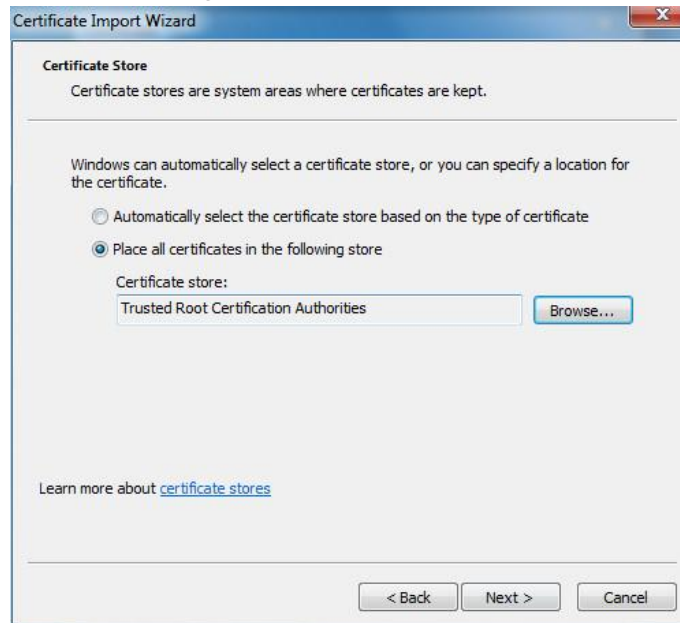 Certificate Import Wizard
Certificate Store
Certificate stores are system areas where certificates are kept.
Windows can automatically select a certificate store, or you can specify a location for
the certificate.
Automatically select the certificate store based on the type of certificate
Place all certificates in the following store
Certificate store:
Trusted Root Certification Authorities
Browse...
Learn more about certificate stores
< Back
Next >
Cancel